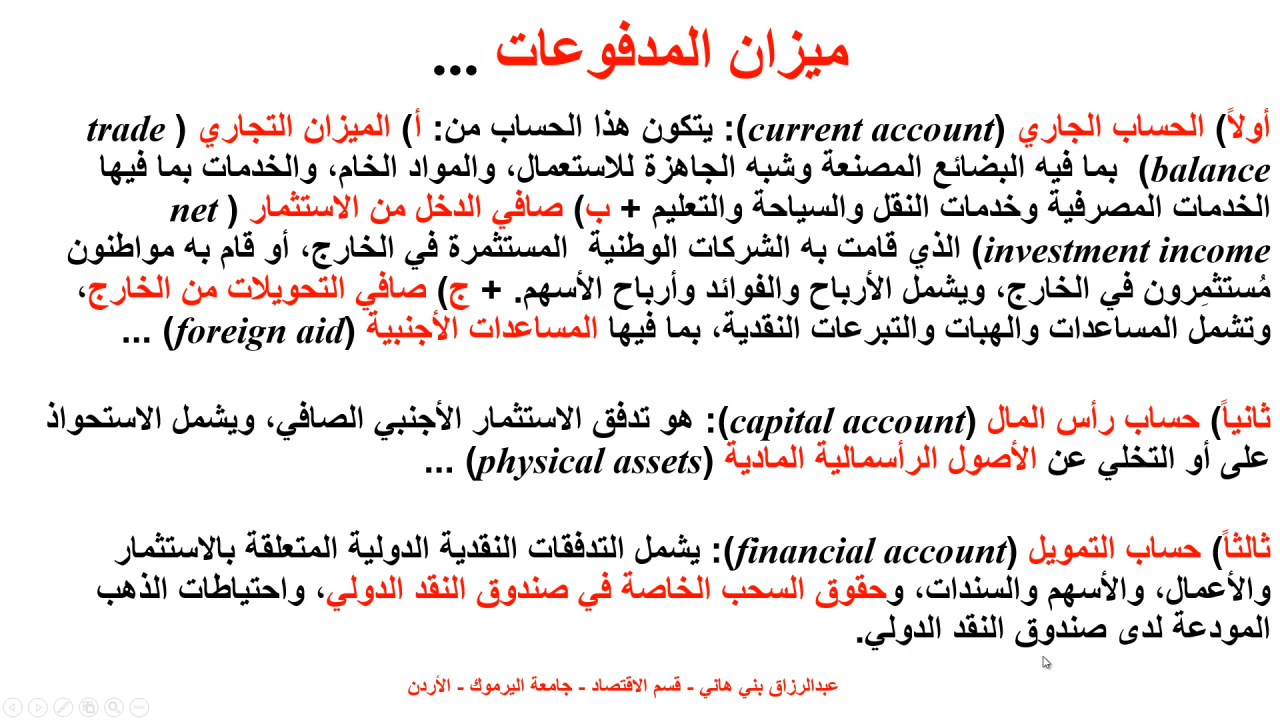 ميزان المدفوعات ...
أولاً) الحساب الجاري (current account): يتكون هذا الحساب من: أ) الميزان التجاري (trade
balance) بما فيه البضائع المصنعة وشبه الجاهزة للاستعمال، والمواد الخام، والخدمات بما فيها
الخدمات المصرفية وخدمات النقل والسياحة والتعليم + ب) صافي الدخل من الاستثمار (net
investment income) الذي قامت به الشركات الوطنية المستثمرة في الخارج، أو قام به مواطنون
مُستثمِرون في الخارج، ويشمل الأرباح والفوائد وأرباح الأسهم. + ج) صافي التحويلات من الخارج،
وتشمل المساعدات والهبات والتبرعات النقدية، بما فيها المساعدات الأجنبية (foreign aid) ...
ثانياً) حساب رأس المال (capital account): هو تدفق الاستثمار الأجنبي الصافي، ويشمل الاستحواذ
على أو التخلي عن الأصول الرأسمالية المادية (physical assets) ...
ثالثاً) حساب التمويل (financial account): يشمل التدفقات النقدية الدولية المتعلقة بالاستثمار
والأعمال، والأسهم والسندات، وحقوق السحب الخاصة في صندوق النقد الدولي، واحتياطات الذهب
المودعة لدى صندوق النقد الدولي.
عبدالرزاق بني هاني - قسم الاقتصاد - جامعة اليرموك - الأردن